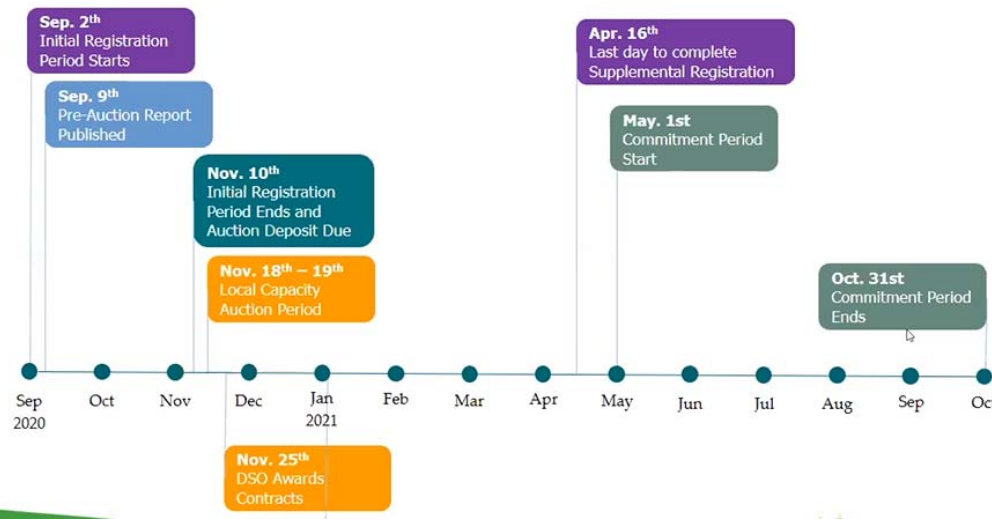 Sep. 2th
Initial Registration
Period Starts
Sep. 9th
Pre-Auction Report
Published
Nov. 10th
Initial Registration
Period Ends and
Auction Deposit Due
Nov. 18th – 19th
Local Capacity
Auction Period
Apr. 16th
Last day to complete
Supplemental Registration
May. 1st
Commitment Period
Start
Oct. 31st
Commitment Period
Ends
Sep
2020
Oct
Nov
Dec
Jan
2021
Feb
Mar
Apr
May
Jun
Jul
Aug
Sep
Oc
Nov. 25th
DSO Awards
Contracts